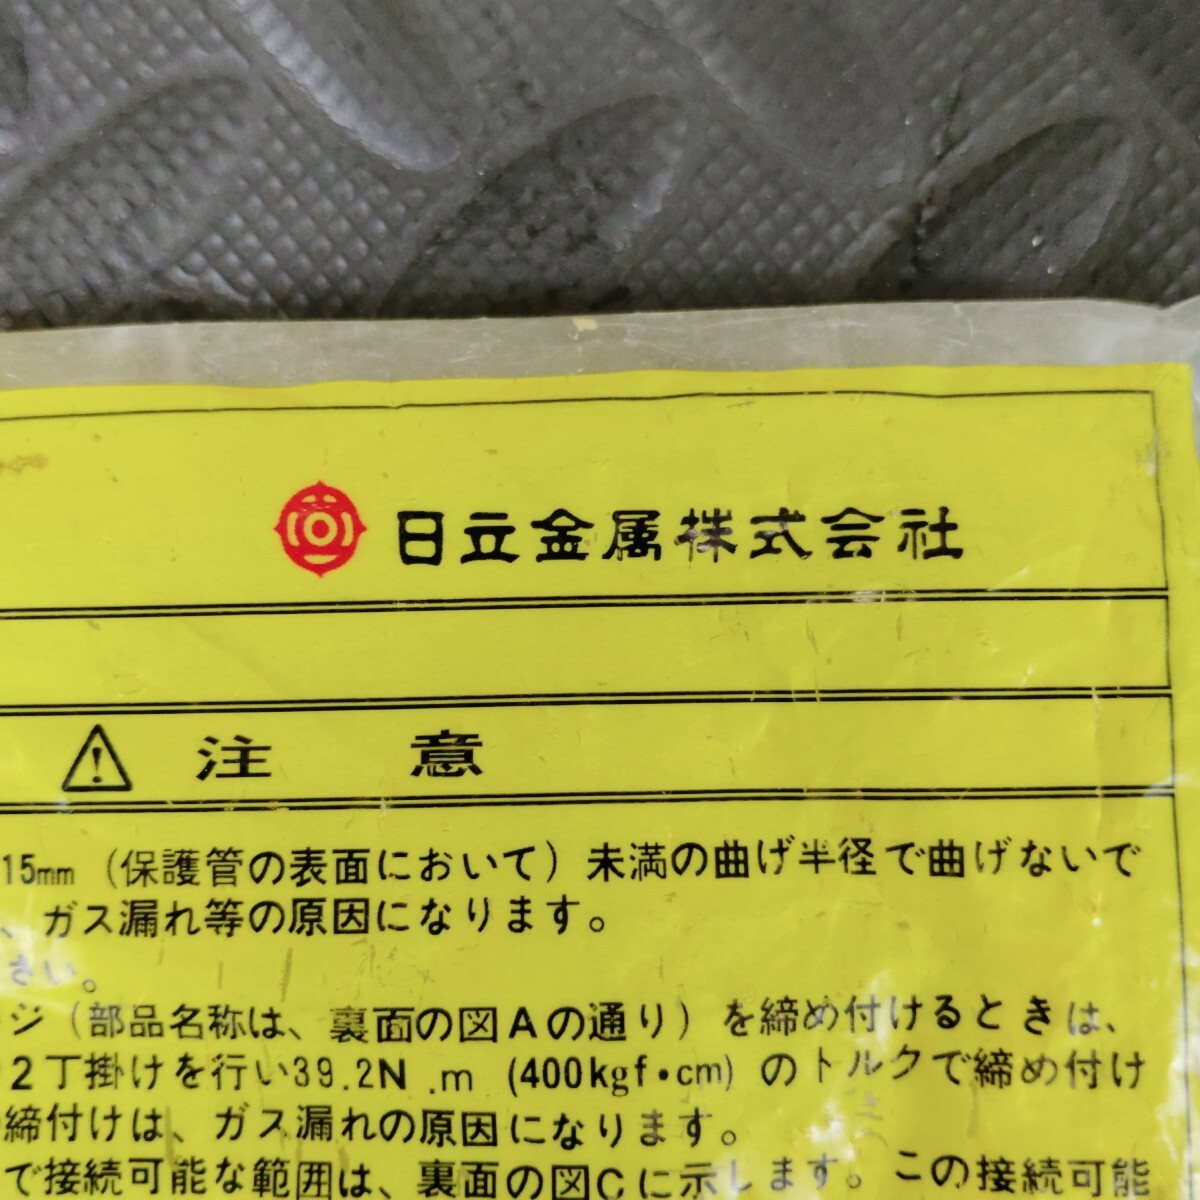 日立金属株式会社
注意
15mm（保護管の表面において）未満の曲げ半径で曲げないで
、ガス漏れ等の原因になります。
さい。
ジ（部品名称は、裏面の図Aの通り）を締め付けるときは、
2丁掛けを行い39.2N.m (400kgf・cm) のトルクで締め付け
締付けは、ガス漏れの原因になります。
で接続可能な範囲は、裏面の図Cに示します。この接続可能